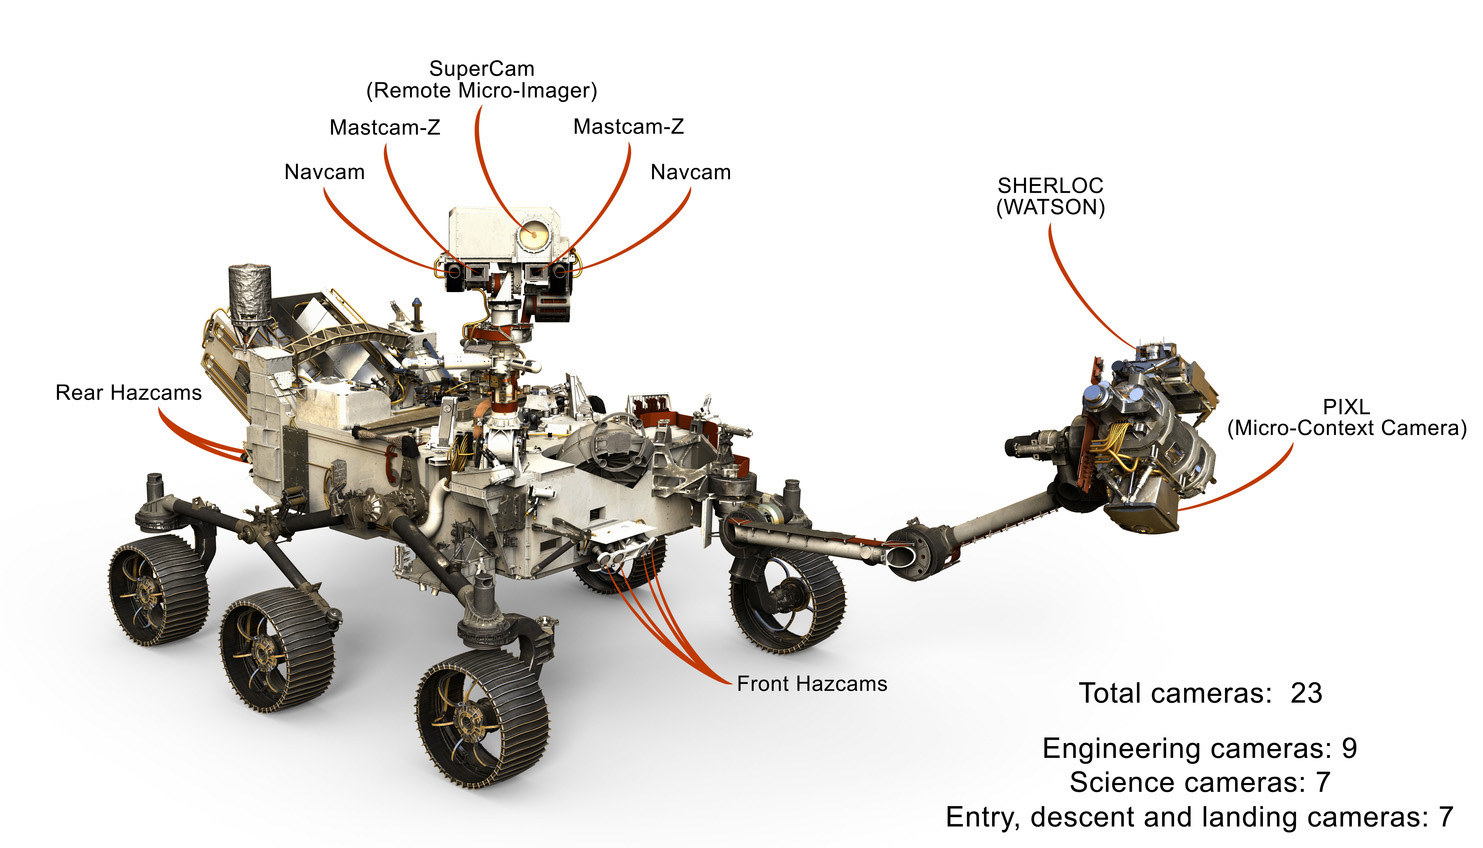 SuperCam
(Remote Micro-Imager)
Mastcam-Z
Mastcam-Z
Navcam
Navcam
SHERLOC
(WATSON)
Rear Hazcams
PIXL
(Micro-Context Camera)
Front Hazcams
Total cameras: 23
Engineering cameras: 9
Science cameras: 7
Entry, descent and landing cameras: 7